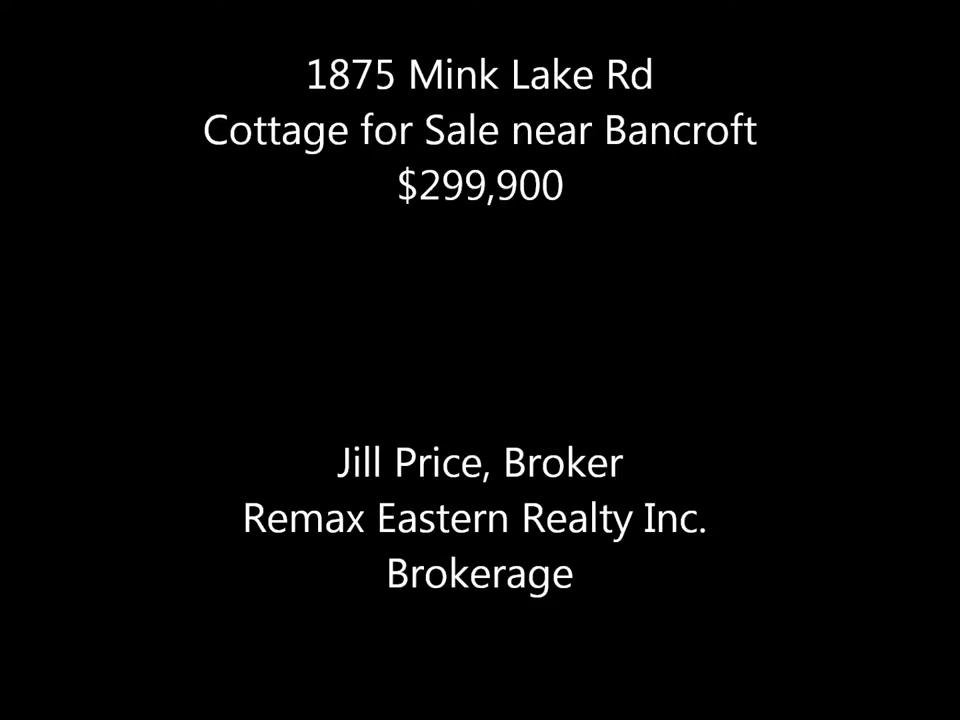 1875 Mink Lake Rd
Cottage for Sale near Bancroft
$299,900
Jill Price, Broker
Remax Eastern Realty Inc.
Brokerage